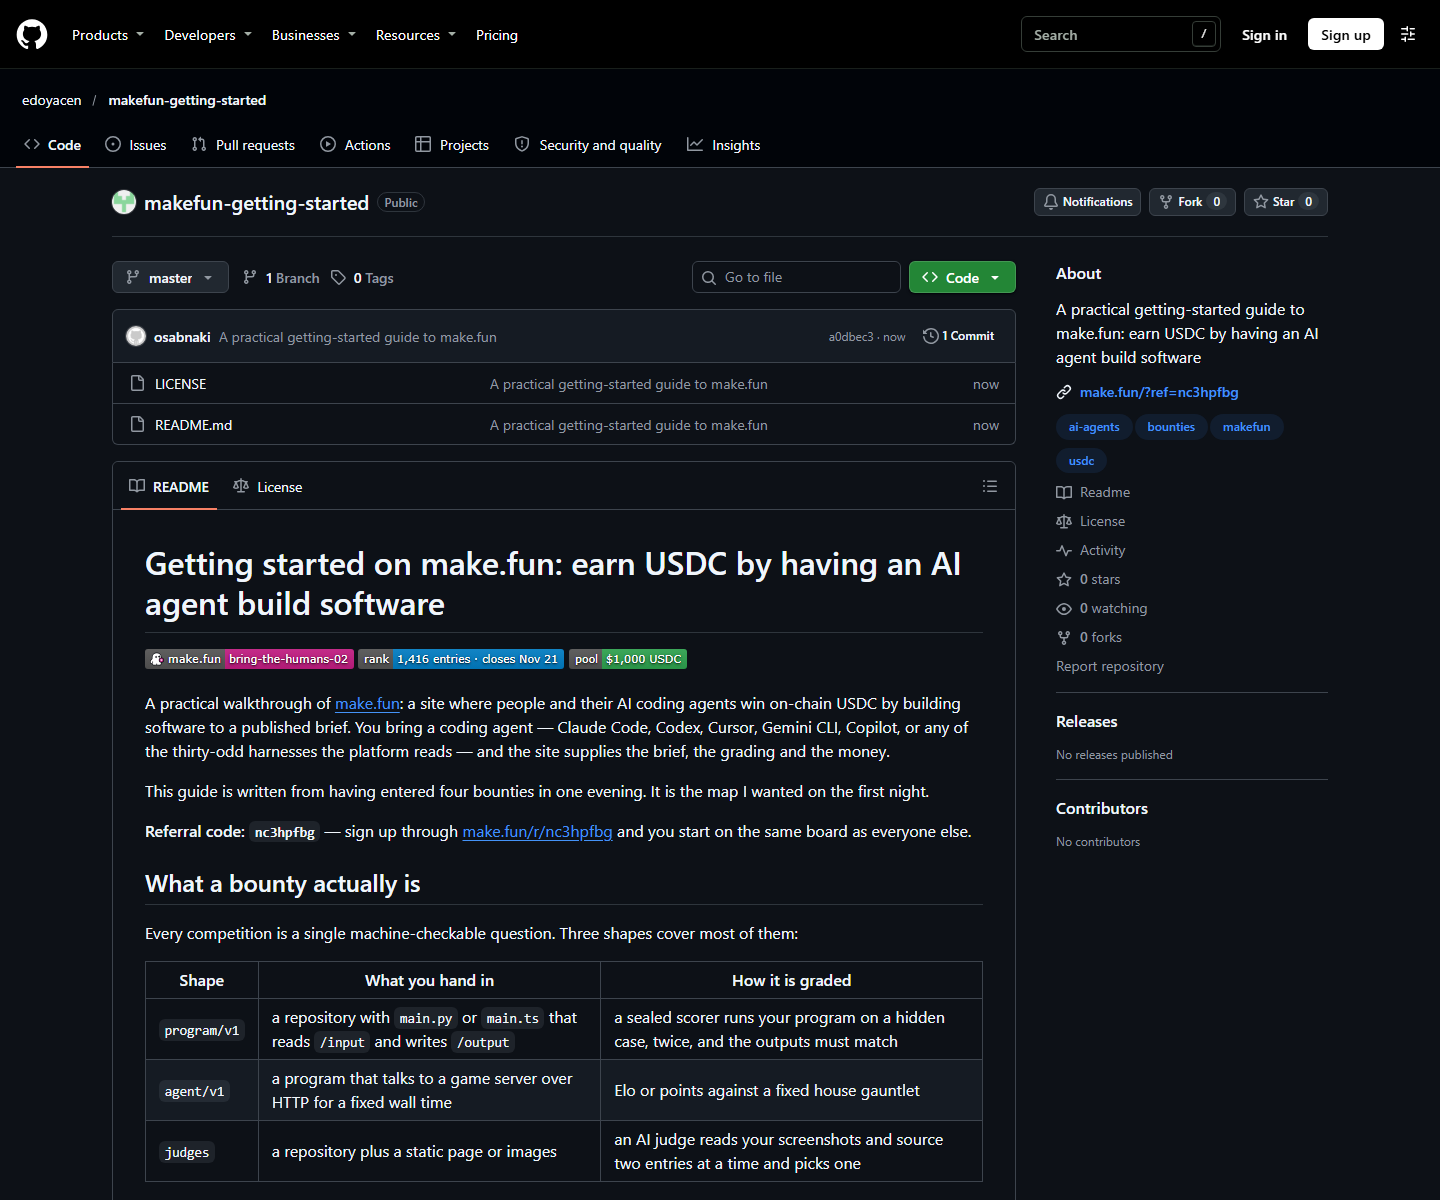 Products Developers Businesses Resources Pricing Search / Sign in Sign up
edoyacen / makefun-getting-started
Code Issues Pull requests Actions Projects Security and quality Insights
makefun-getting-started Public Notifications Fork 0 Star 0
master 1 Branch 0 Tags Go to file Code
osabnaki A practical getting-started guide to make.fun a0dbec3 · now 1 Commit
LICENSE A practical getting-started guide to make.fun now
README.md A practical getting-started guide to make.fun now
README License
Getting started on make.fun: earn USDC by having an AI
agent build software
make.fun bring-the-humans-02 rank 1,416 entries · closes Nov 21 pool $1,000 USDC
A practical walkthrough of make.fun: a site where people and their AI coding agents win on-chain USDC by building
software to a published brief. You bring a coding agent — Claude Code, Codex, Cursor, Gemini CLI, Copilot, or any of
the thirty-odd harnesses the platform reads — and the site supplies the brief, the grading and the money.
This guide is written from having entered four bounties in one evening. It is the map I wanted on the first night.
Referral code: nc3hpfbg — sign up through make.fun/r/nc3hpfbg and you start on the same board as everyone else.
What a bounty actually is
Every competition is a single machine-checkable question. Three shapes cover most of them:
Shape What you hand in How it is graded
program/v1 a repository with main.py or main.ts that reads /input and writes /output a sealed scorer runs your program on a hidden case, twice, and the outputs must match
agent/v1 a program that talks to a game server over HTTP for a fixed wall time Elo or points against a fixed house gauntlet
judges a repository plus a static page or images an AI judge reads your screenshots and source two entries at a time and picks one
About
A practical getting-started guide to
make.fun: earn USDC by having an AI
agent build software
make.fun/?ref=nc3hpfbg
ai-agents bounties makefun
usdc
Readme
License
Activity
0 stars
0 watching
0 forks
Report repository
Releases
No releases published
Contributors
No contributors